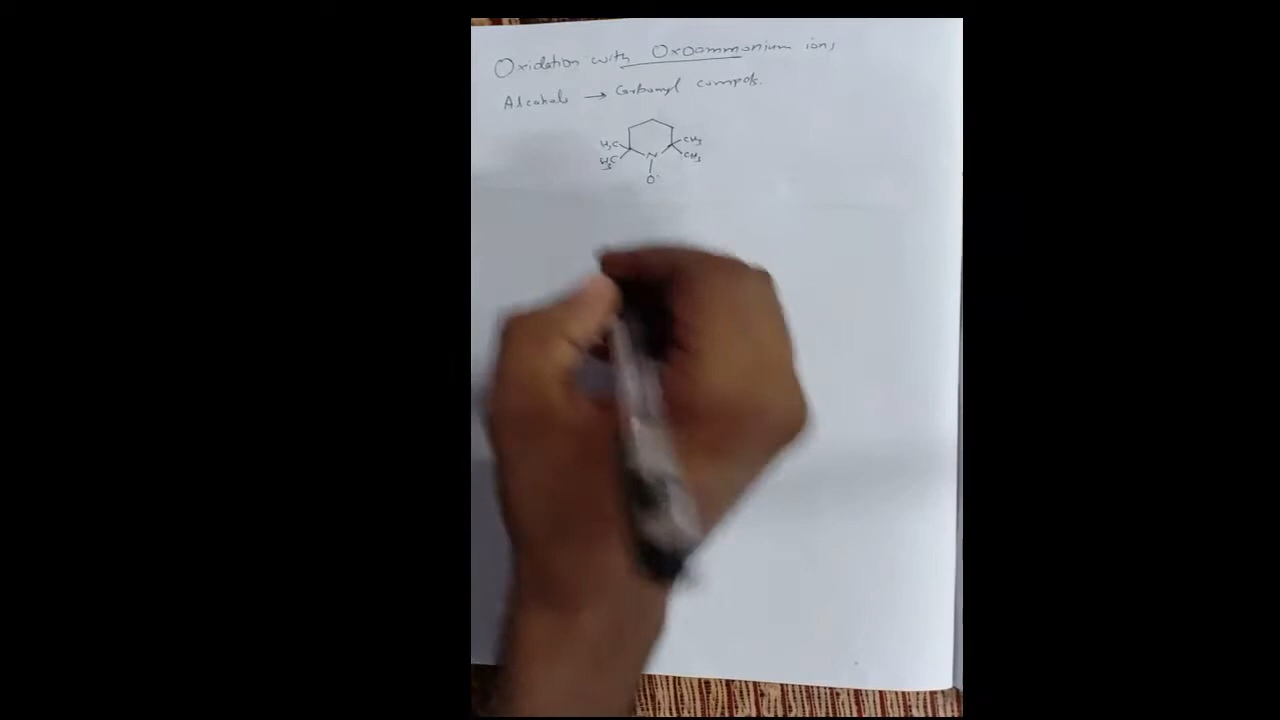 Oxidation with Oxoammonium ions
Alcohols → Carbonyl compds.
H₃C CH₃
H₃C N CH₃
O·